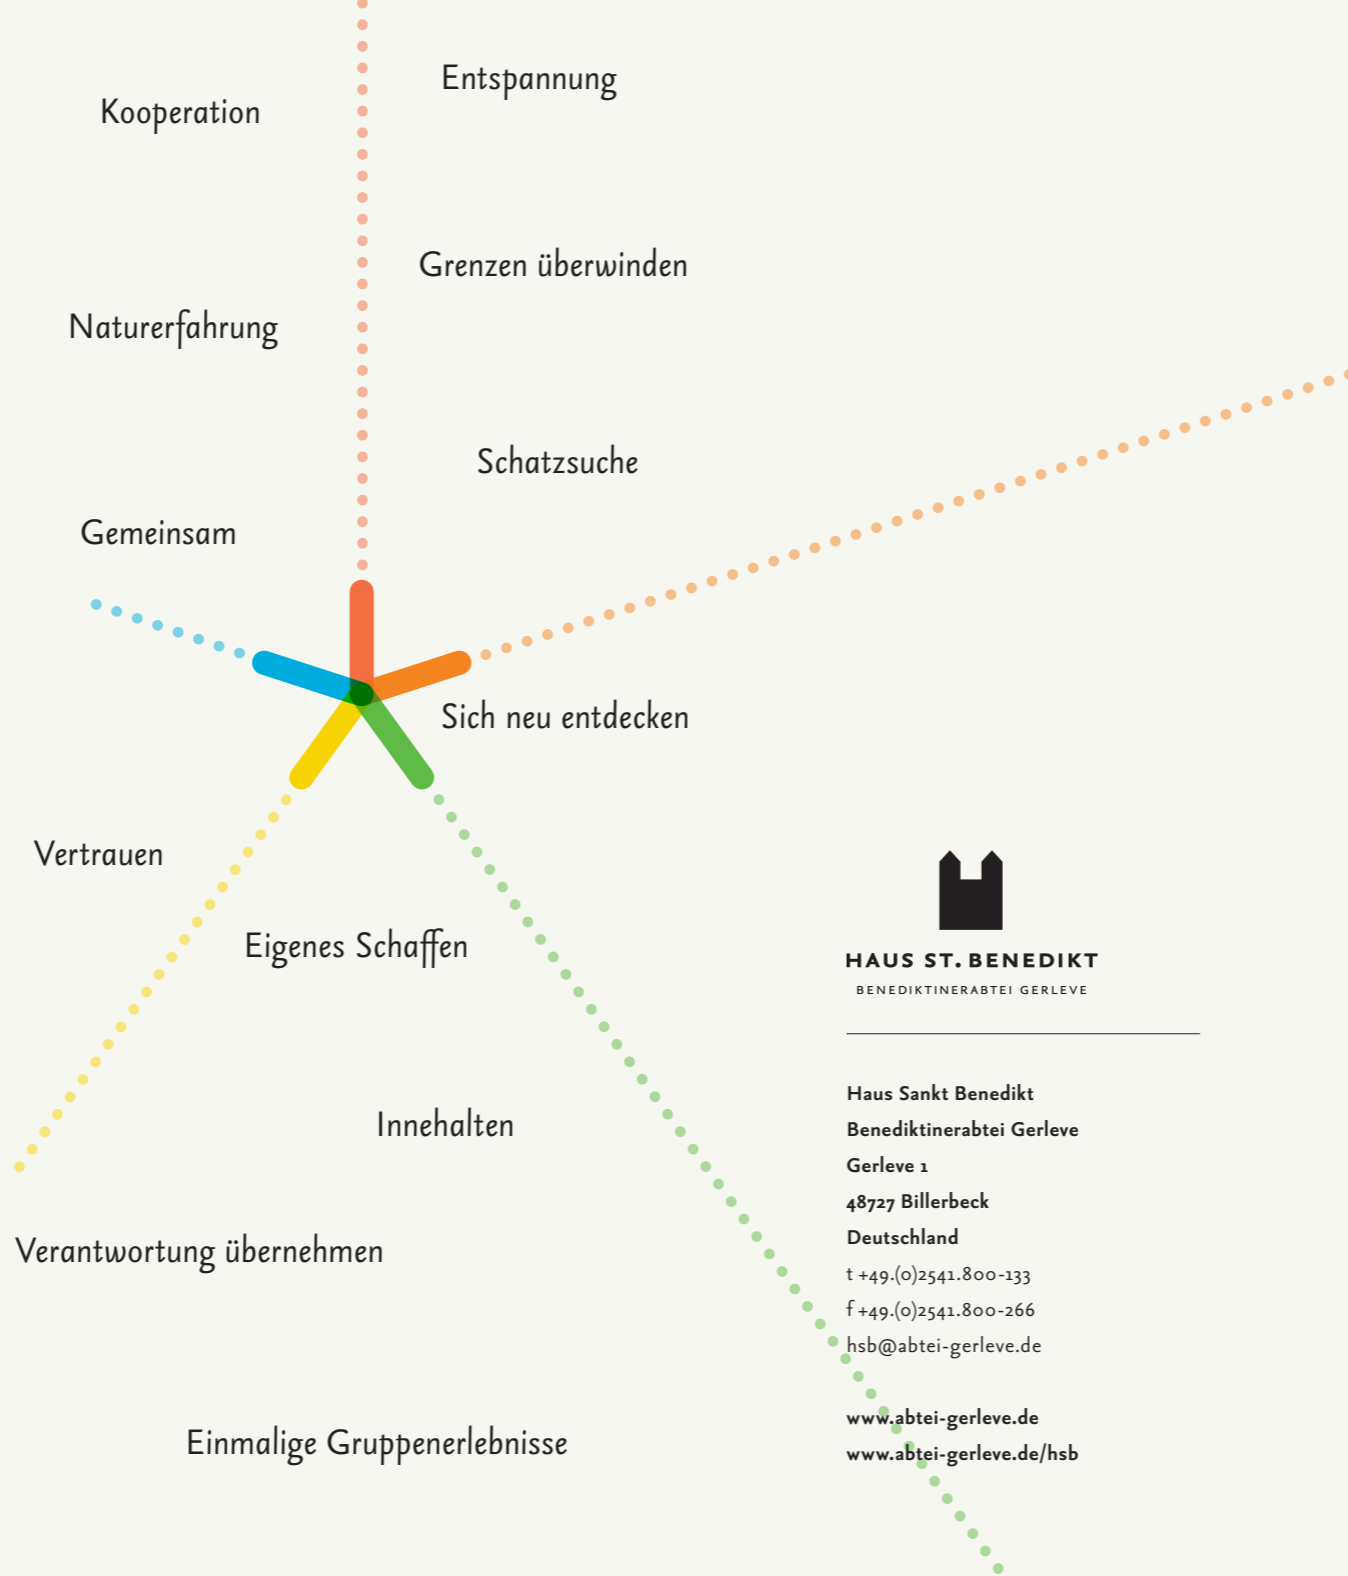 Entspannung
Kooperation
Grenzen überwinden
Naturerfahrung
Schatzsuche
Gemeinsam
Sich neu entdecken
Vertrauen
Eigenes Schaffen
Innehalten
Verantwortung übernehmen
Einmalige Gruppenerlebnisse
HAUS ST. BENEDIKT
BENEDIKTINERABTEI GERLEVE
Haus Sankt Benedikt
Benediktinerabtei Gerleve
Gerleve 1
48727 Billerbeck
Deutschland
t +49.(0)2541.800-133
f +49.(0)2541.800-266
hsb@abtei-gerleve.de
www.abtei-gerleve.de
www.abtei-gerleve.de/hsb